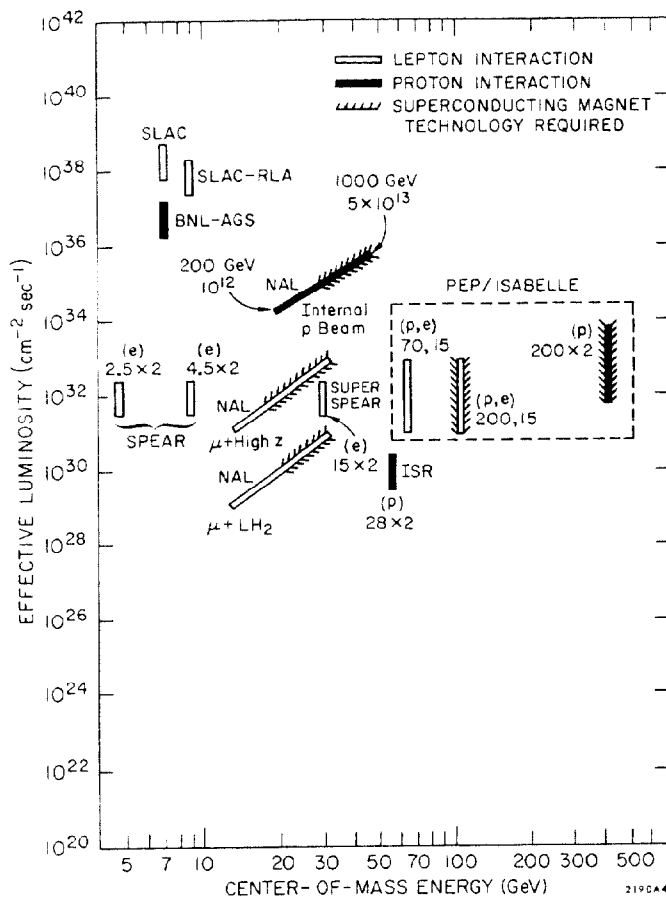 EFFECTIVE LUMINOSITY (cm⁻² sec⁻¹)
10⁴²
10⁴⁰
10³⁸
10³⁶
10³⁴
10³²
10³⁰
10²⁸
10²⁶
10²⁴
10²²
10²⁰
LEPTON INTERACTION
PROTON INTERACTION
SUPERCONDUCTING MAGNET
TECHNOLOGY REQUIRED
SLAC
SLAC-RLA
BNL-AGS
1000 GeV
5×10¹³
200 GeV
10¹²
NAL
Internal
p Beam
PEP/ISABELLE
(p,e)
70,15
(p)
200×2
(p,e)
200,15
(e)
2.5×2
(e)
4.5×2
SPEAR
NAL
μ+High z
SUPER
SPEAR
(e)
15×2
NAL
μ+LH₂
ISR
(p)
28×2
5 7 10 20 30 50 70 100 200 300 500
CENTER-OF-MASS ENERGY (GeV)
2190A4